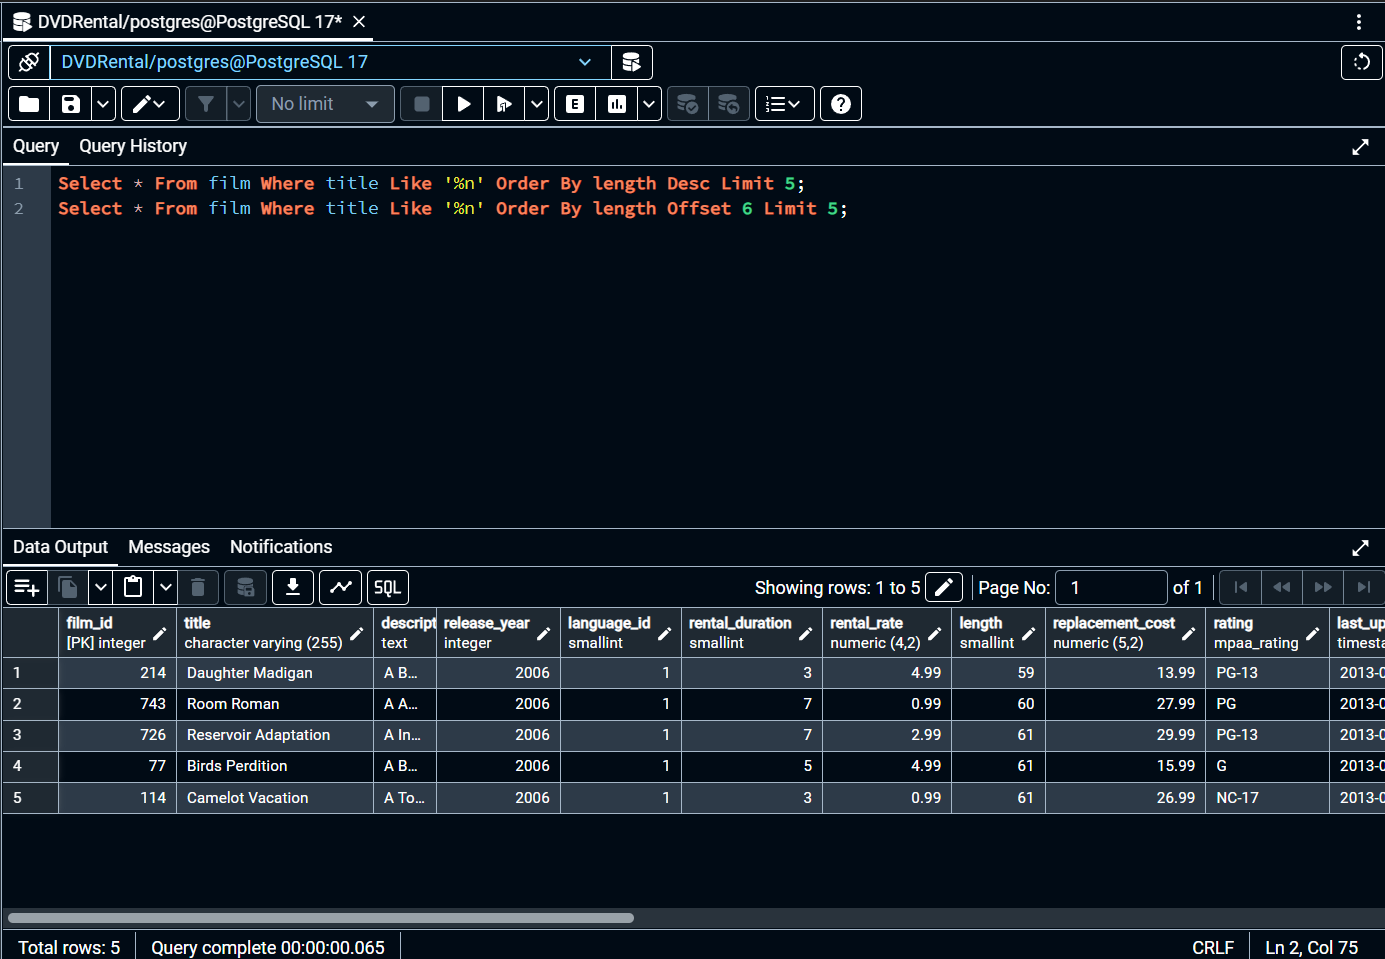 DVDRental/postgres@PostgreSQL 17*
DVDRental/postgres@PostgreSQL 17
No limit
E
Query Query History
1 Select * From film Where title Like '%n' Order By length Desc Limit 5;
2 Select * From film Where title Like '%n' Order By length Offset 6 Limit 5;
Data Output Messages Notifications
SQL Showing rows: 1 to 5 Page No: 1 of 1
film_id title descript release_year language_id rental_duration rental_rate length replacement_cost rating last_up
[PK] integer character varying (255) text integer smallint smallint numeric (4,2) smallint numeric (5,2) mpaa_rating timesta
1 214 Daughter Madigan A B... 2006 1 3 4.99 59 13.99 PG-13 2013-0
2 743 Room Roman A A... 2006 1 7 0.99 60 27.99 PG 2013-0
3 726 Reservoir Adaptation A In... 2006 1 7 2.99 61 29.99 PG-13 2013-0
4 77 Birds Perdition A B... 2006 1 5 4.99 61 15.99 G 2013-0
5 114 Camelot Vacation A To... 2006 1 3 0.99 61 26.99 NC-17 2013-0
Total rows: 5 Query complete 00:00:00.065 CRLF Ln 2, Col 75